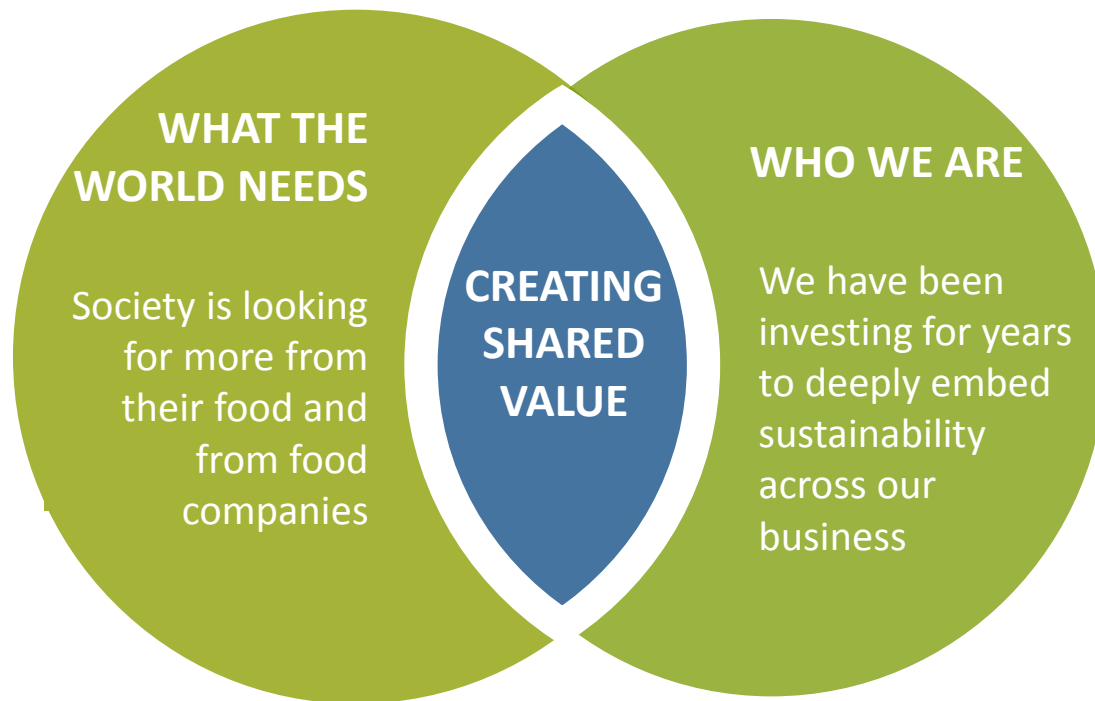 WHAT THE
WORLD NEEDS
Society is looking
for more from
their food and
from food
companies
CREATING
SHARED
VALUE
WHO WE ARE
We have been
investing for years
to deeply embed
sustainability
across our
business